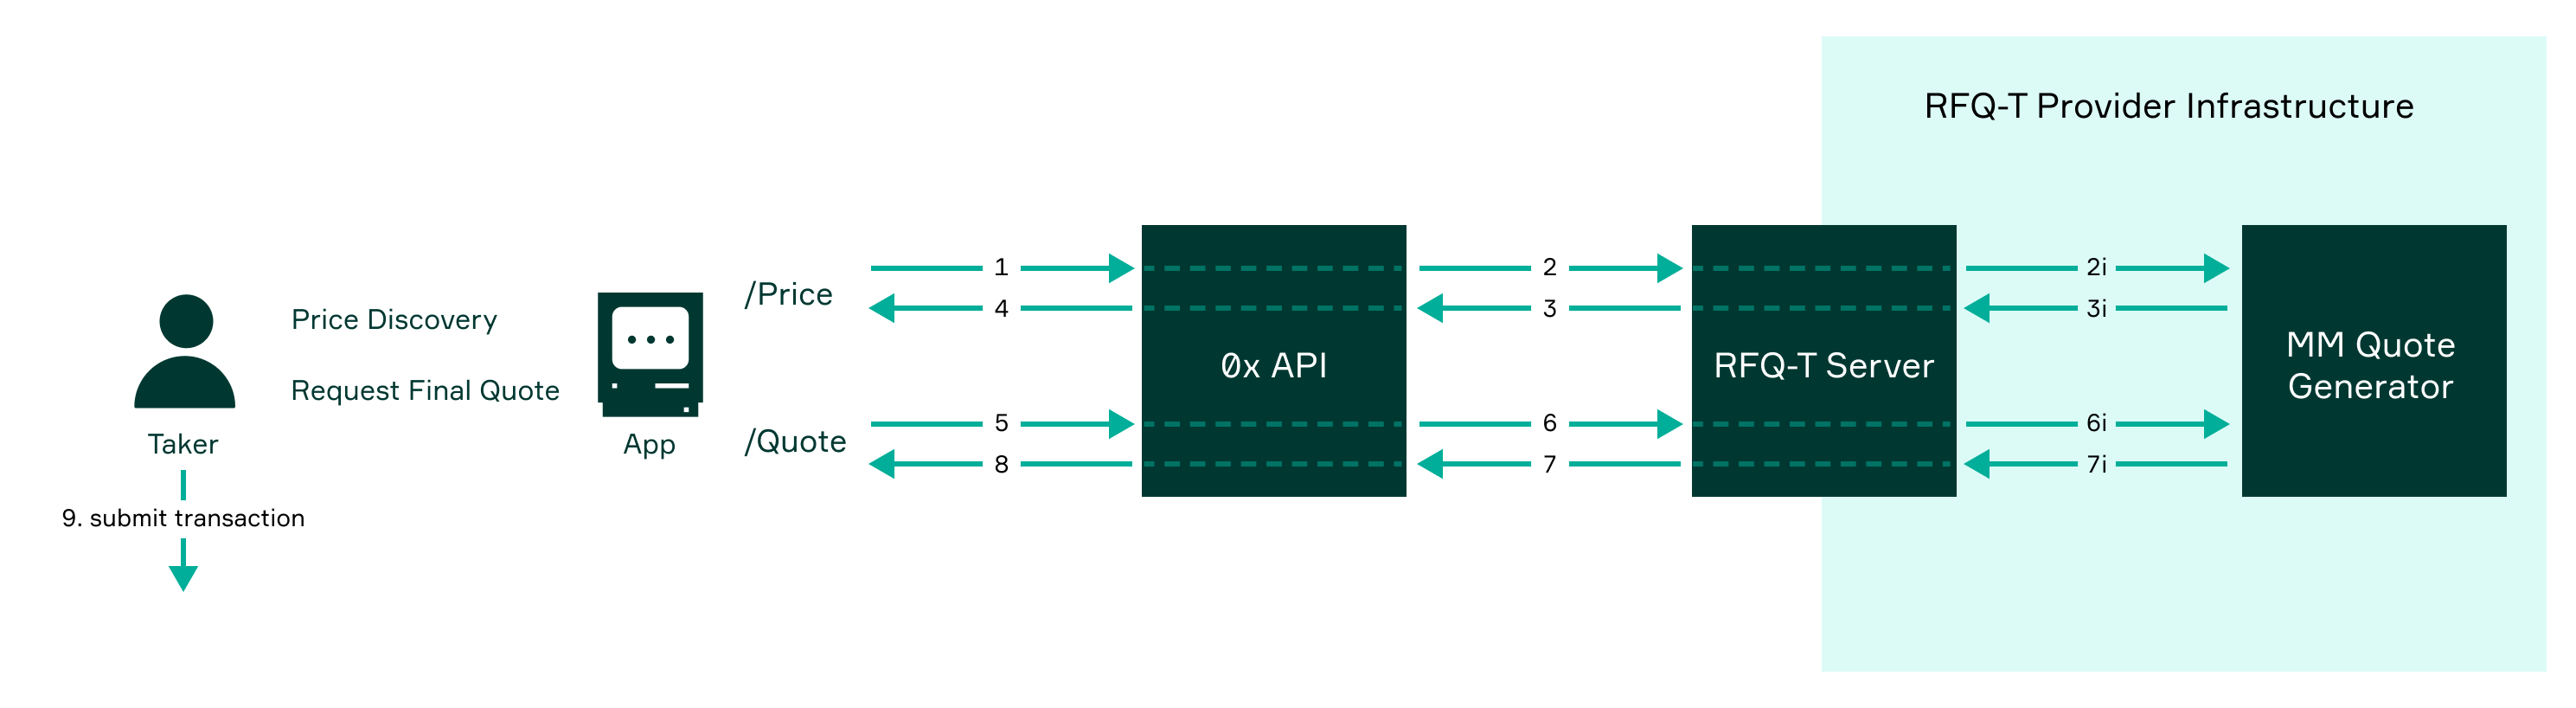 RFQ-T Provider Infrastructure
Price Discovery
Request Final Quote
Taker
9. submit transaction
App
/Price
/Quote
1
4
5
8
0x API
2
3
6
7
RFQ-T Server
2i
3i
6i
7i
MM Quote
Generator